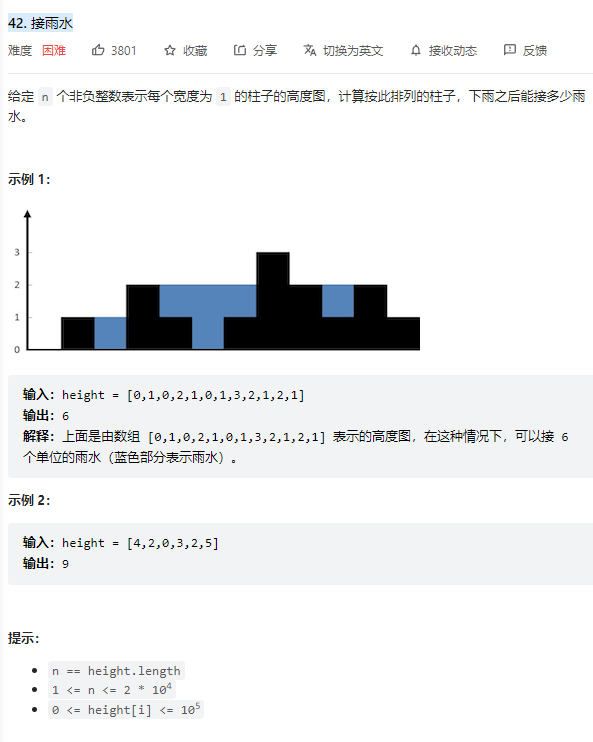 42. 接雨水
难度 困难 3801 收藏 分享 切换为英文 接收动态 反馈
给定 n 个非负整数表示每个宽度为 1 的柱子的高度图，计算按此排列的柱子，下雨之后能接多少雨
水。
示例 1：
3
2
1
0
输入：height = [0,1,0,2,1,0,1,3,2,1,2,1]
输出：6
解释：上面是由数组 [0,1,0,2,1,0,1,3,2,1,2,1] 表示的高度图，在这种情况下，可以接 6
个单位的雨水（蓝色部分表示雨水）。
示例 2：
输入：height = [4,2,0,3,2,5]
输出：9
提示：
n == height.length
1 <= n <= 2 * 10⁴
0 <= height[i] <= 10⁵